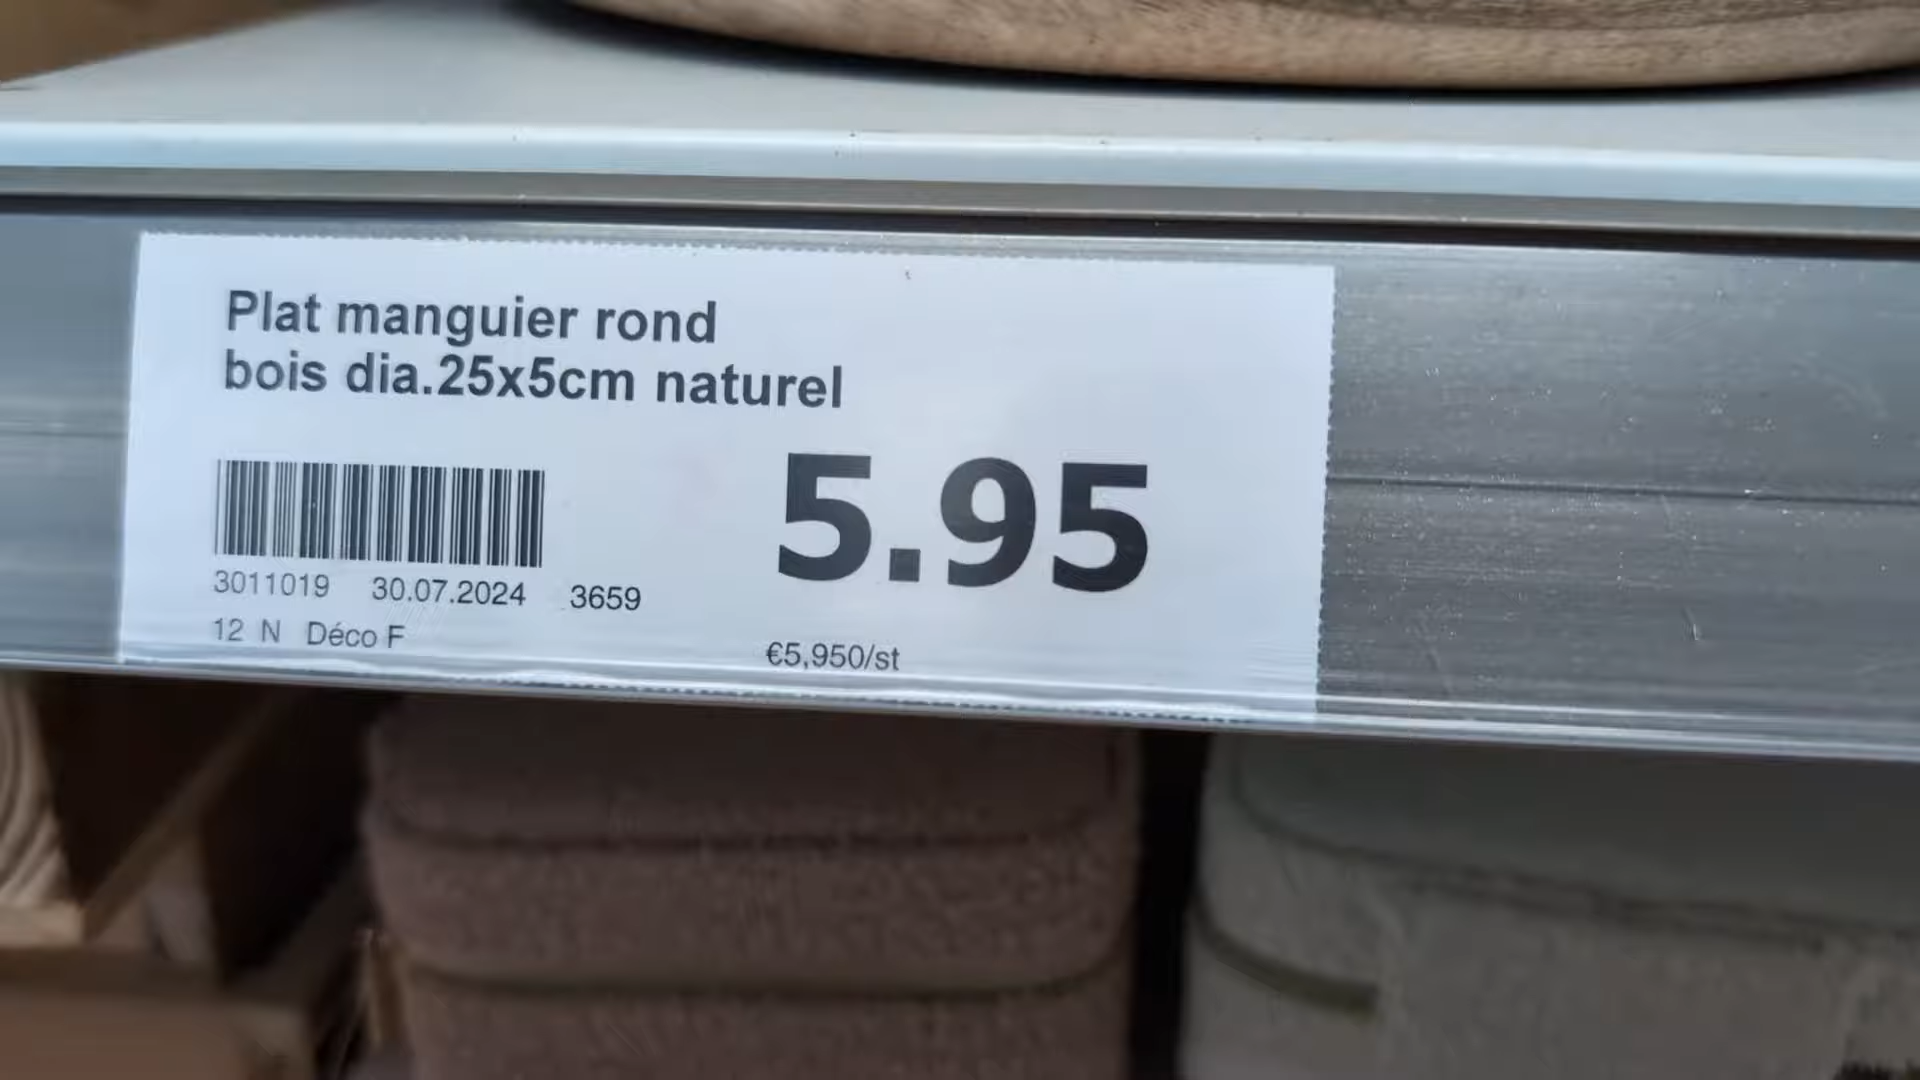 Plat manguier rond
bois dia.25x5cm naturel
5.95
3011019 30.07.2024 3659
12 N Déco F
€5,950/st